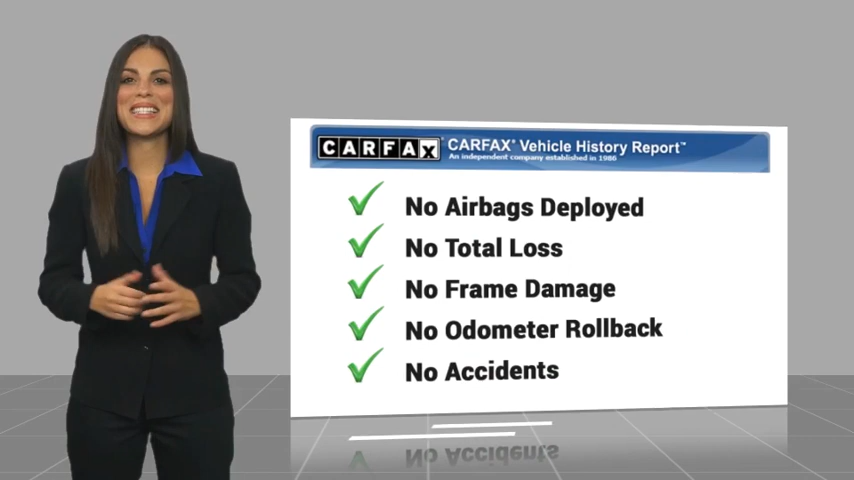 CARFAX CARFAX® Vehicle History Report™
An independent company established in 1986
No Airbags Deployed
No Total Loss
No Frame Damage
No Odometer Rollback
No Accidents
No Accidents